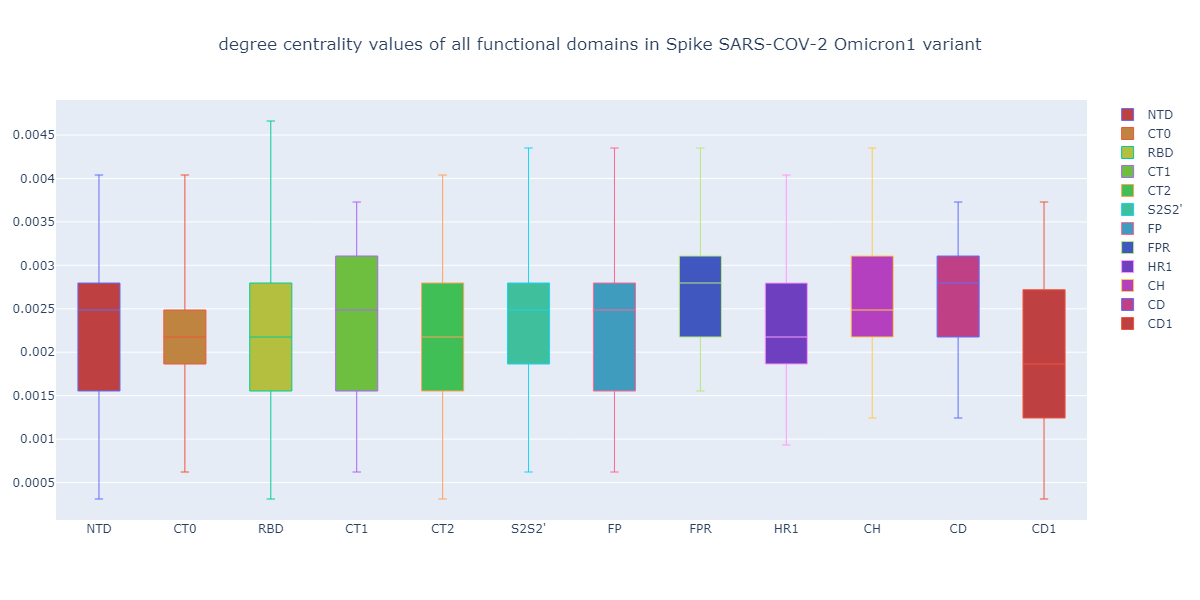 degree centrality values of all functional domains in Spike SARS-COV-2 Omicron1 variant
0.0045
0.004
0.0035
0.003
0.0025
0.002
0.0015
0.001
0.0005
NTD CT0 RBD CT1 CT2 S2S2' FP FPR HR1 CH CD CD1
NTD
CT0
RBD
CT1
CT2
S2S2'
FP
FPR
HR1
CH
CD
CD1